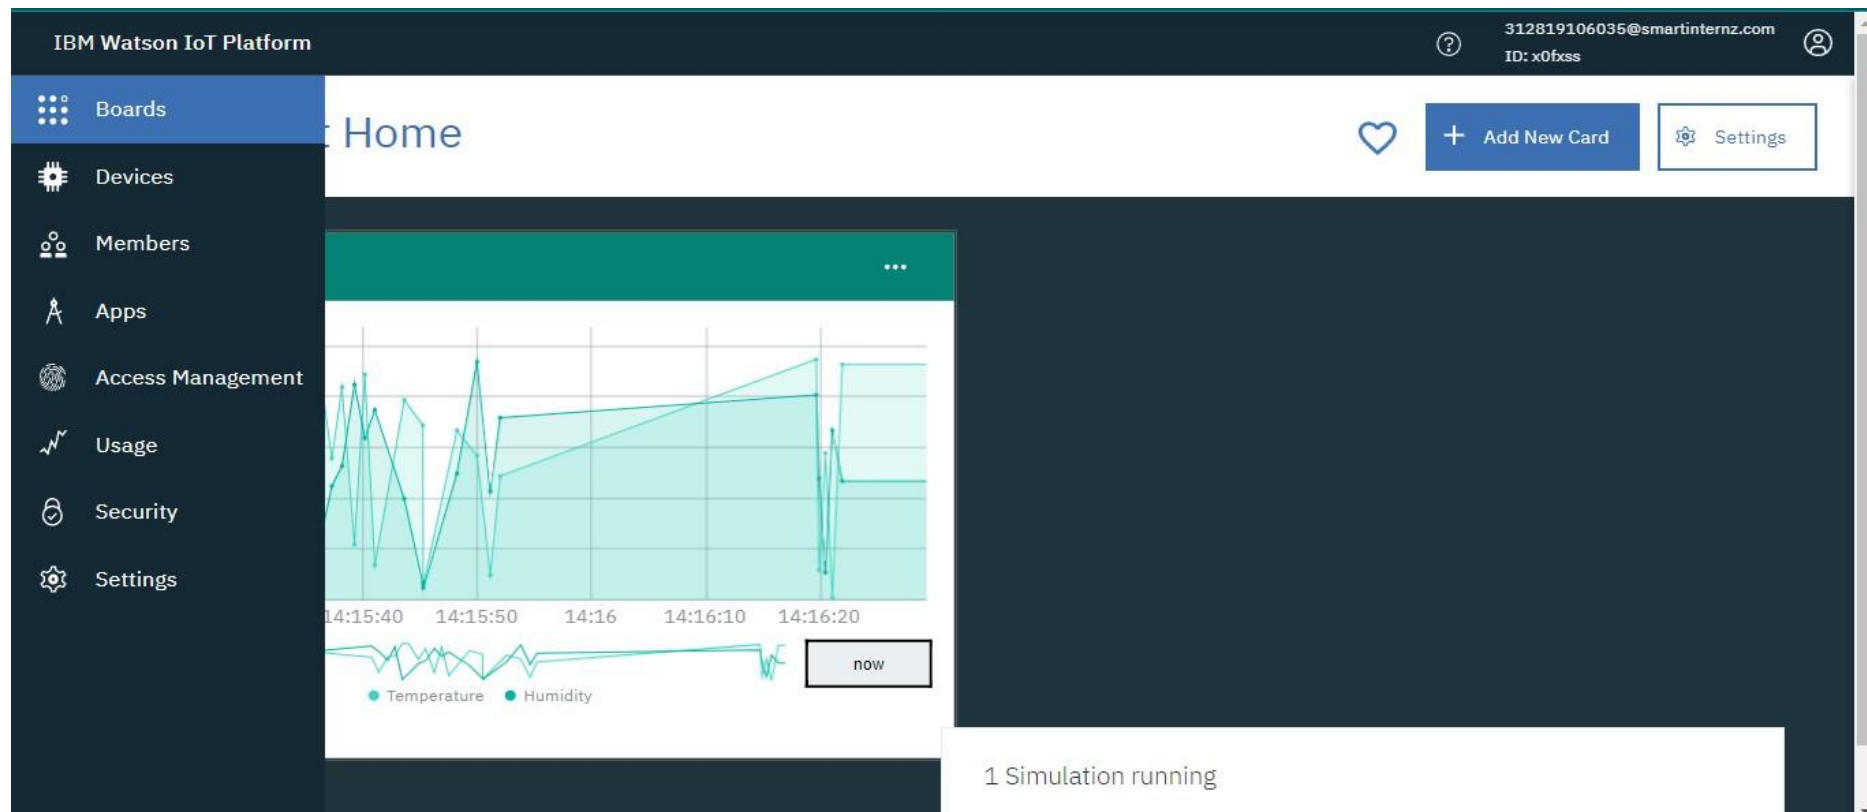 IBM Watson IoT Platform
312819106035@smartinternz.com
ID: x0fxss
Boards
Devices
Members
Apps
Access Management
Usage
Security
Settings
Home
+ Add New Card
Settings
14:15:40 14:15:50 14:16 14:16:10 14:16:20
now
Temperature Humidity
1 Simulation running